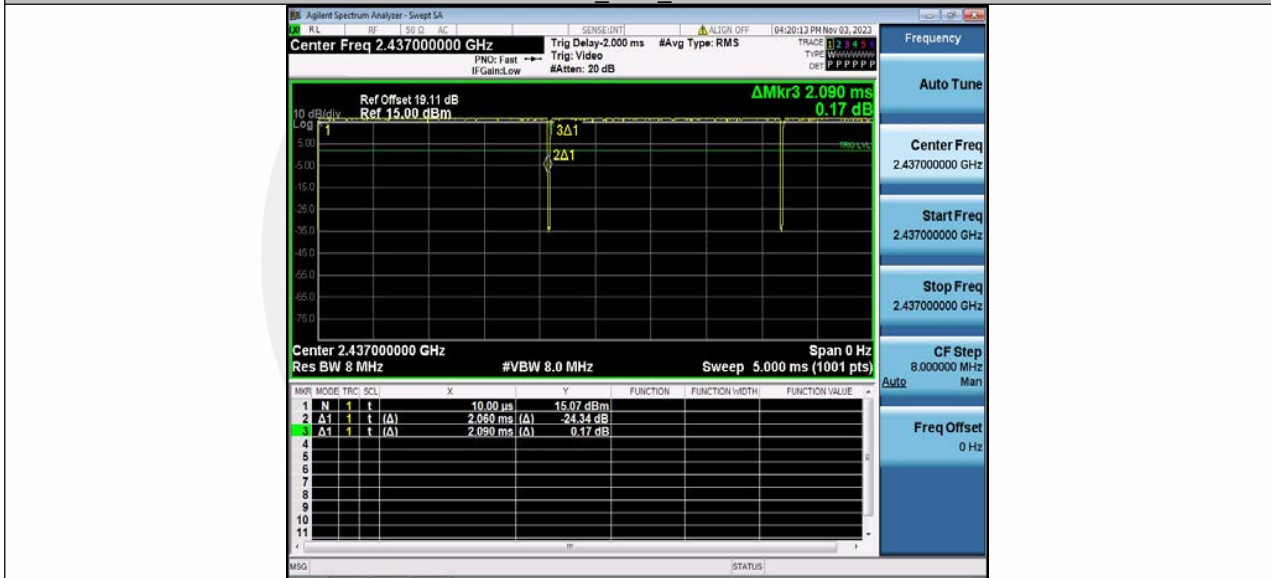 Agilent Spectrum Analyzer - Swept SA
RL RF 50 Ω AC SENSE:INT ALIGN OFF 04:20:13 PM Nov 03, 2023
Center Freq 2.437000000 GHz Trig Delay-2.000 ms #Avg Type: RMS TRACE 1 2 3 4 5 6
PNO: Fast Trig: Video TYPE
IFGain:Low #Atten: 20 dB DET P P P P P P
Frequency
Auto Tune
ΔMkr3 2.090 ms
Ref Offset 19.11 dB 0.17 dB
10 dB/div Ref 15.00 dBm
Log
1 3Δ1
5.00 TRIG LVL
2Δ1
-5.00
-15.0
-25.0
-35.0
-45.0
-55.0
-65.0
-75.0
Center 2.437000000 GHz Span 0 Hz
Res BW 8 MHz #VBW 8.0 MHz Sweep 5.000 ms (1001 pts)
Center Freq
2.437000000 GHz
Start Freq
2.437000000 GHz
Stop Freq
2.437000000 GHz
CF Step
8.000000 MHz
Auto Man
Freq Offset
0 Hz
MKR MODE TRC SCL X Y FUNCTION FUNCTION WIDTH FUNCTION VALUE
1 N 1 t 10.00 µs 15.07 dBm
2 Δ1 1 t (Δ) 2.060 ms (Δ) -24.34 dB
3 Δ1 1 t (Δ) 2.090 ms (Δ) 0.17 dB
4
5
6
7
8
9
10
11
MSG STATUS